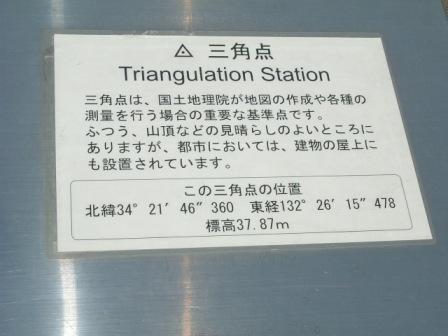 ◬ 三角点
Triangulation Station
三角点は、国土地理院が地図の作成や各種の
測量を行う場合の重要な基準点です。
ふつう、山頂などの見晴らしのよいところに
ありますが、都市においては、建物の屋上に
も設置されています。
この三角点の位置
北緯34° 21′ 46″ 360 東経132° 26′ 15″ 478
標高37.87m